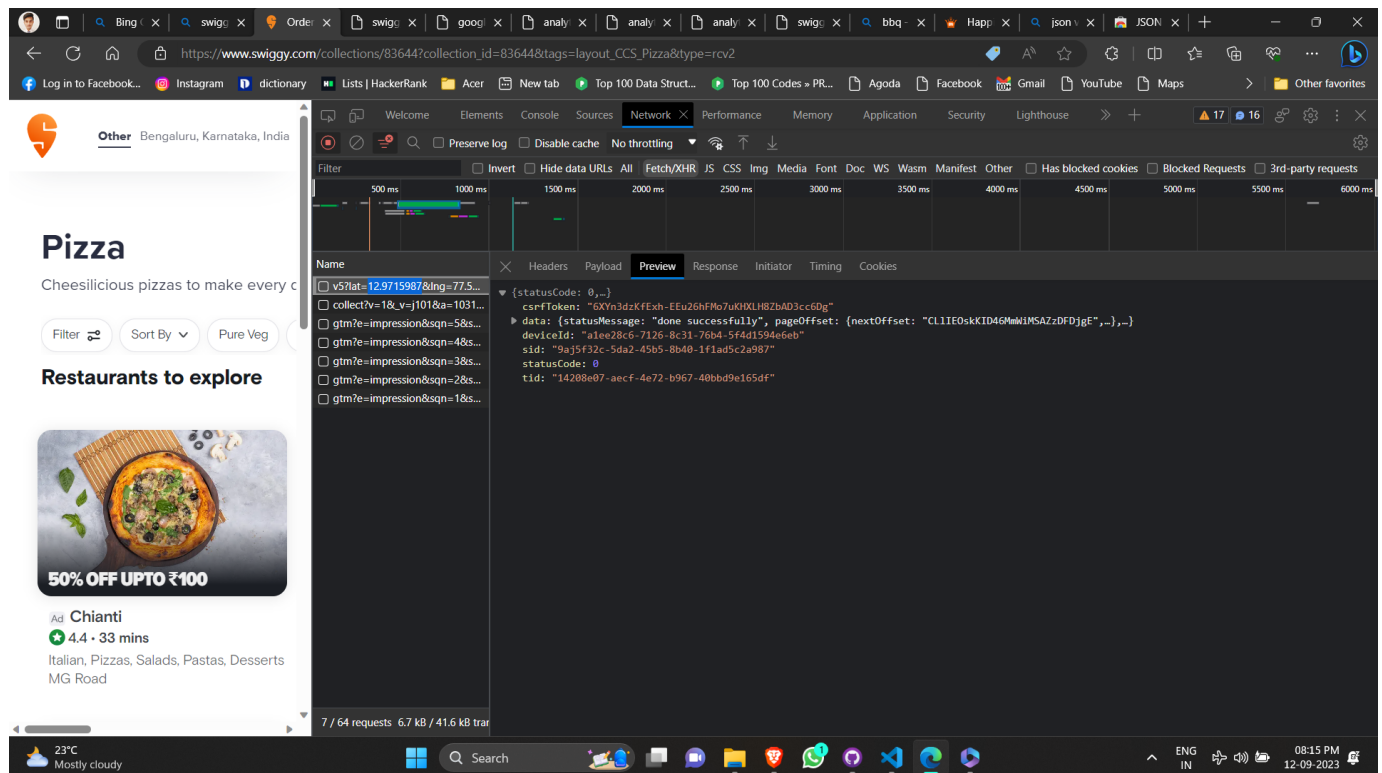 Bing (
swigg
Order
swigg
googl
analyt
analyt
analyt
swigg
bbq -
Happ
json v
JSON
https://www.swiggy.com/collections/83644?collection_id=83644&tags=layout_CCS_Pizza&type=rcv2
Log in to Facebook... Instagram dictionary Lists | HackerRank Acer New tab Top 100 Data Struct... Top 100 Codes » PR... Agoda Facebook Gmail YouTube Maps Other favorites
Other Bengaluru, Karnataka, India
Pizza
Cheesilicious pizzas to make every
Filter Sort By Pure Veg
Restaurants to explore
50% OFF UPTO ₹100
Ad Chianti
4.4 • 33 mins
Italian, Pizzas, Salads, Pastas, Desserts
MG Road
Welcome Elements Console Sources Network Performance Memory Application Security Lighthouse 17 16
Preserve log Disable cache No throttling
Filter Invert Hide data URLs All Fetch/XHR JS CSS Img Media Font Doc WS Wasm Manifest Other Has blocked cookies Blocked Requests 3rd-party requests
500 ms 1000 ms 1500 ms 2000 ms 2500 ms 3000 ms 3500 ms 4000 ms 4500 ms 5000 ms 5500 ms 6000 ms
Name
v5?lat=12.9715987&lng=77.5...
collect?v=1&_v=j101&a=1031...
gtm?e=impression&sqn=5&s...
gtm?e=impression&sqn=4&s...
gtm?e=impression&sqn=3&s...
gtm?e=impression&sqn=2&s...
gtm?e=impression&sqn=1&s...
7 / 64 requests 6.7 kB / 41.6 kB tran
Headers Payload Preview Response Initiator Timing Cookies
{statusCode: 0,…}
csrfToken: "6XYn3dzKfExh-EEu26hFMo7uKHXLH8ZbAD3cc6Dg"
data: {statusMessage: "done successfully", pageOffset: {nextOffset: "CLlIEOskKID46MmWiMSAZzDFDjgE",…},…}
deviceId: "a1ee28c6-7126-8c31-76b4-5f4d1594e6eb"
sid: "9aj5f32c-5da2-45b5-8b40-1f1ad5c2a987"
statusCode: 0
tid: "14208e07-aecf-4e72-b967-40bbd9e165df"
23°C
Mostly cloudy
Search
1
ENG
IN
08:15 PM
12-09-2023